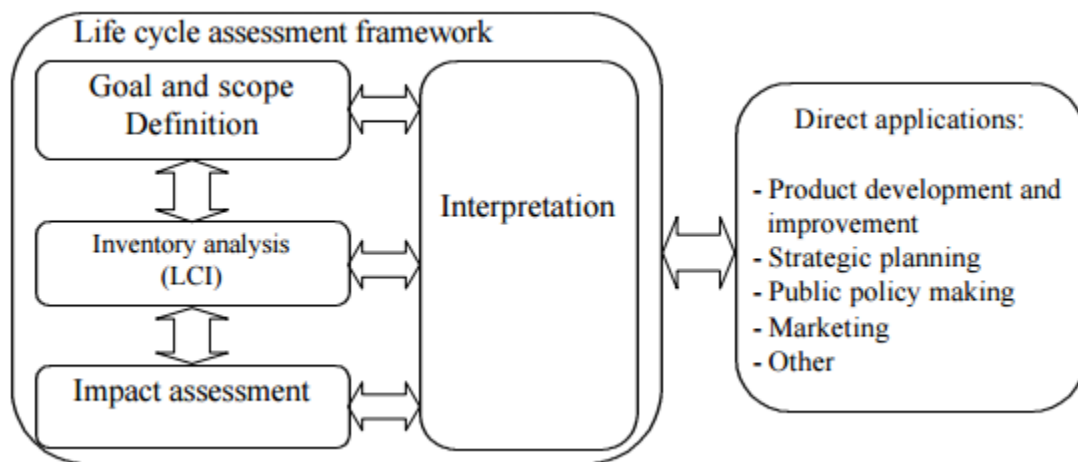 Life cycle assessment framework
Goal and scope
Definition
Inventory analysis
(LCI)
Impact assessment
Interpretation
Direct applications:
- Product development and
improvement
- Strategic planning
- Public policy making
- Marketing
- Other